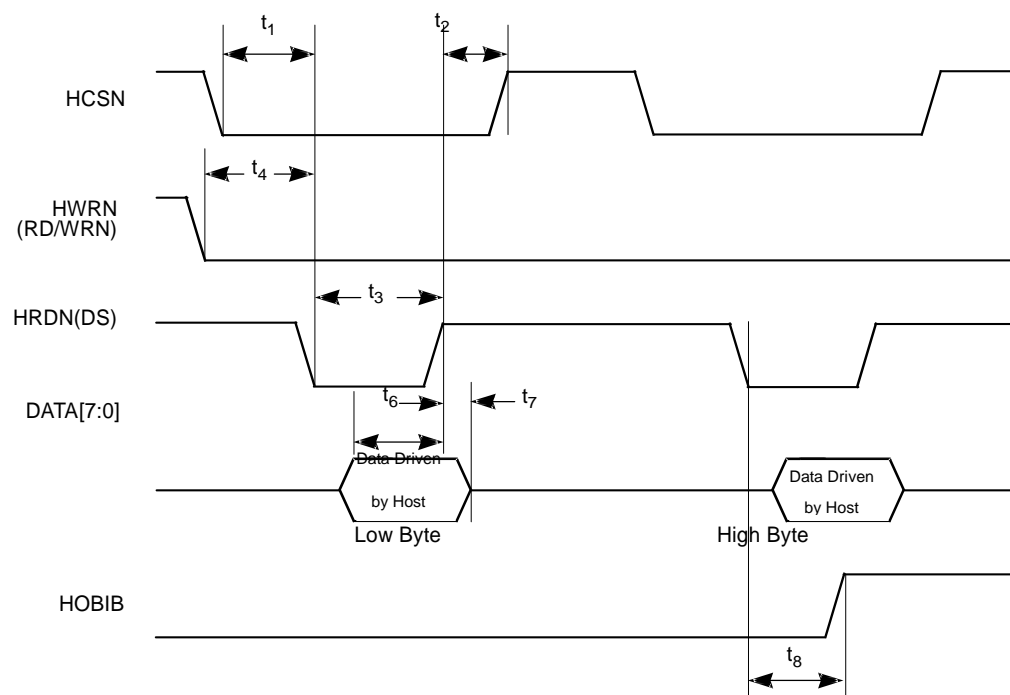 t1
t2
HCSN
t4
HWRN
(RD/WRN)
t3
HRDN(DS)
t6
t7
DATA[7:0]
Data Driven
by Host
Low Byte
Data Driven
by Host
High Byte
HOBIB
t8